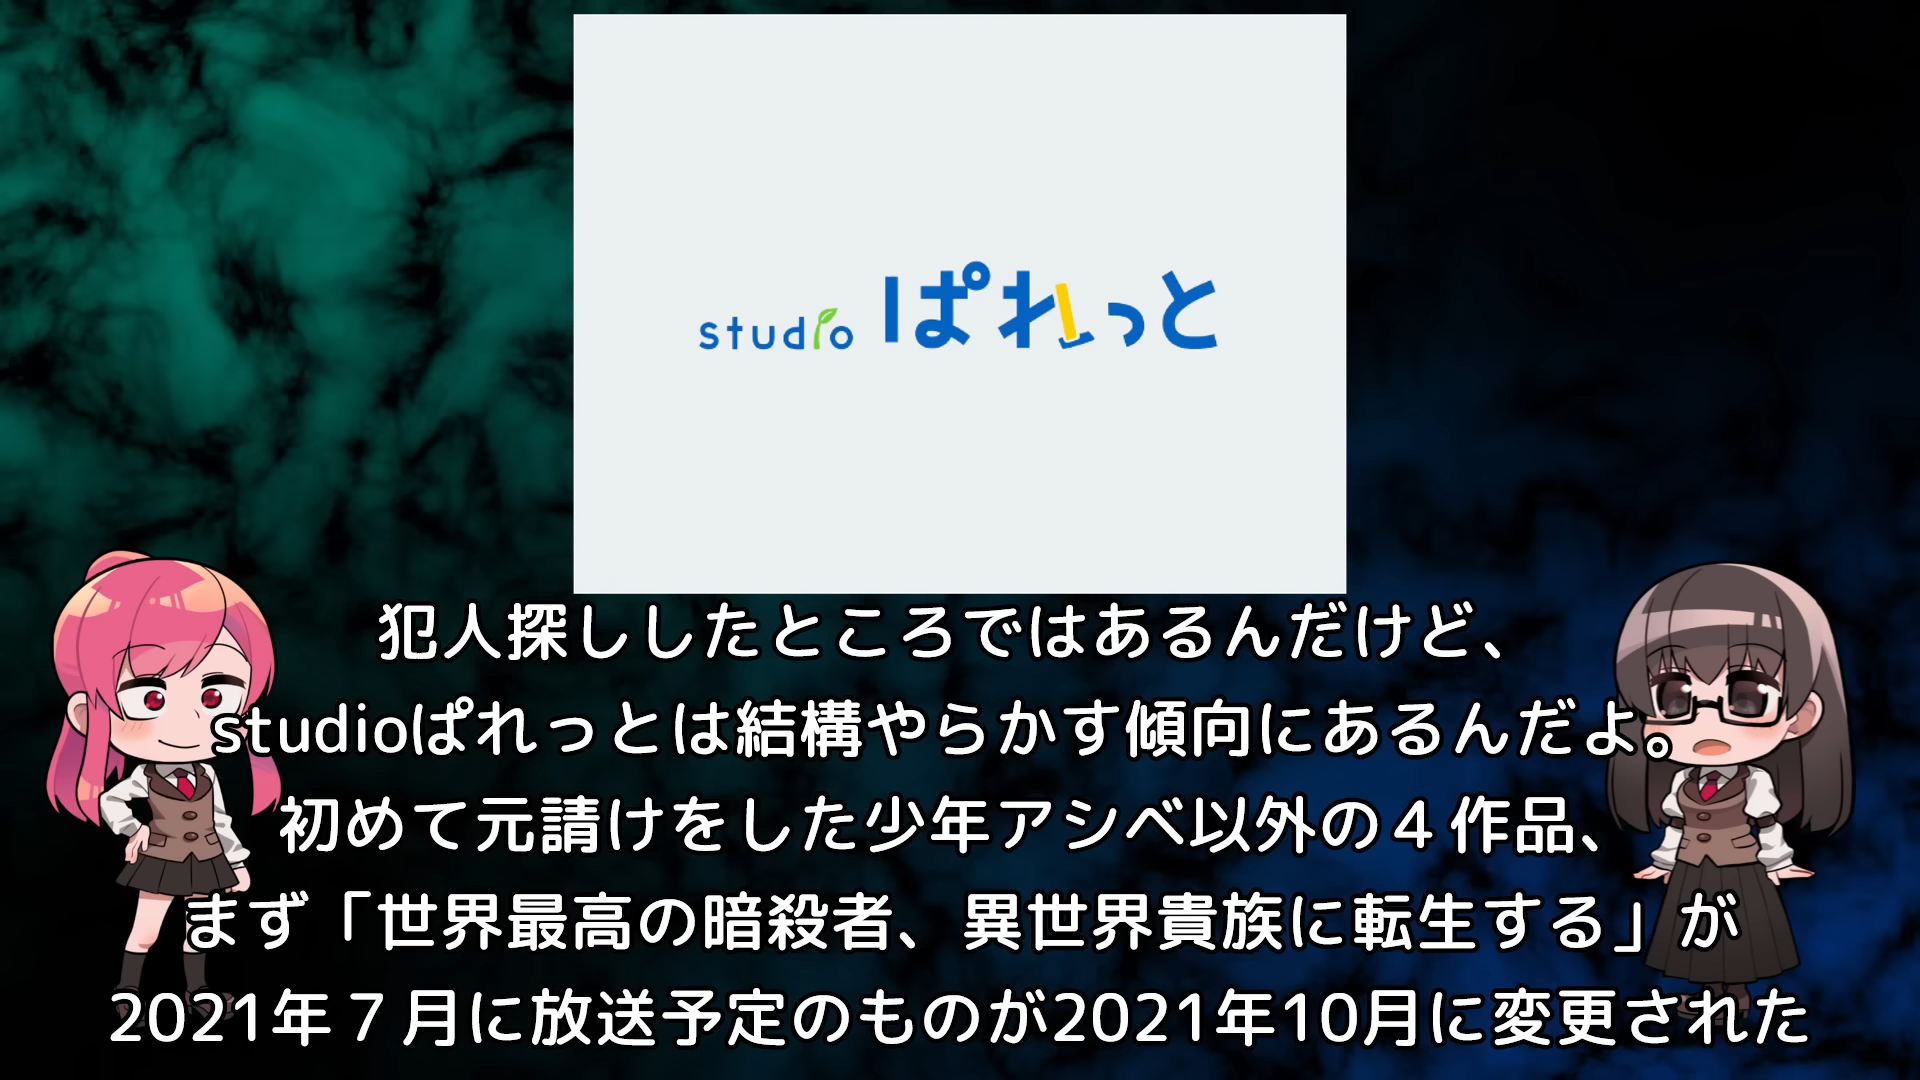 studio ぱれっと
犯人探ししたところではあるんだけど、
studioぱれっとは結構やらかす傾向にあるんだよ。
初めて元請けをした少年アシベ以外の４作品、
まず「世界最高の暗殺者、異世界貴族に転生する」が
2021年７月に放送予定のものが2021年10月に変更された